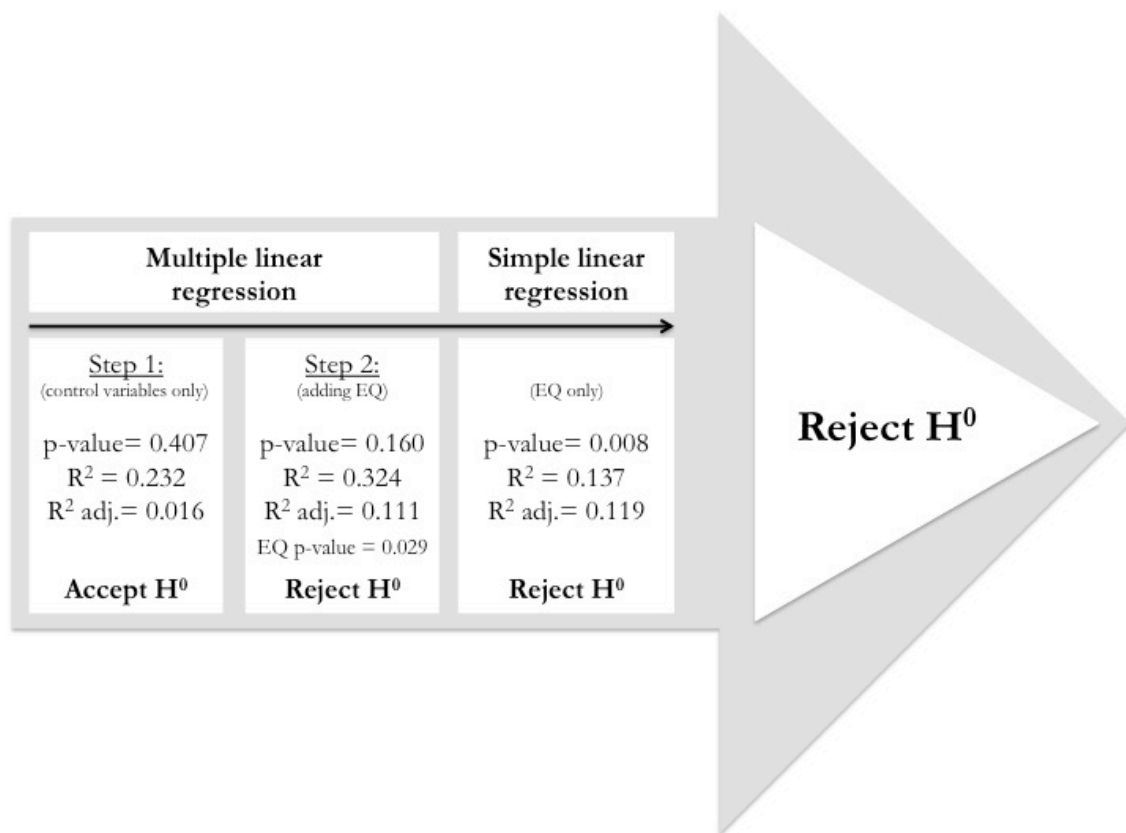 Multiple linear
regression
Simple linear
regression
Step 1:
(control variables only)
p-value= 0.407
R² = 0.232
R² adj.= 0.016
Accept H⁰
Step 2:
(adding EQ)
p-value= 0.160
R² = 0.324
R² adj.= 0.111
EQ p-value = 0.029
Reject H⁰
(EQ only)
p-value= 0.008
R² = 0.137
R² adj.= 0.119
Reject H⁰
Reject H⁰